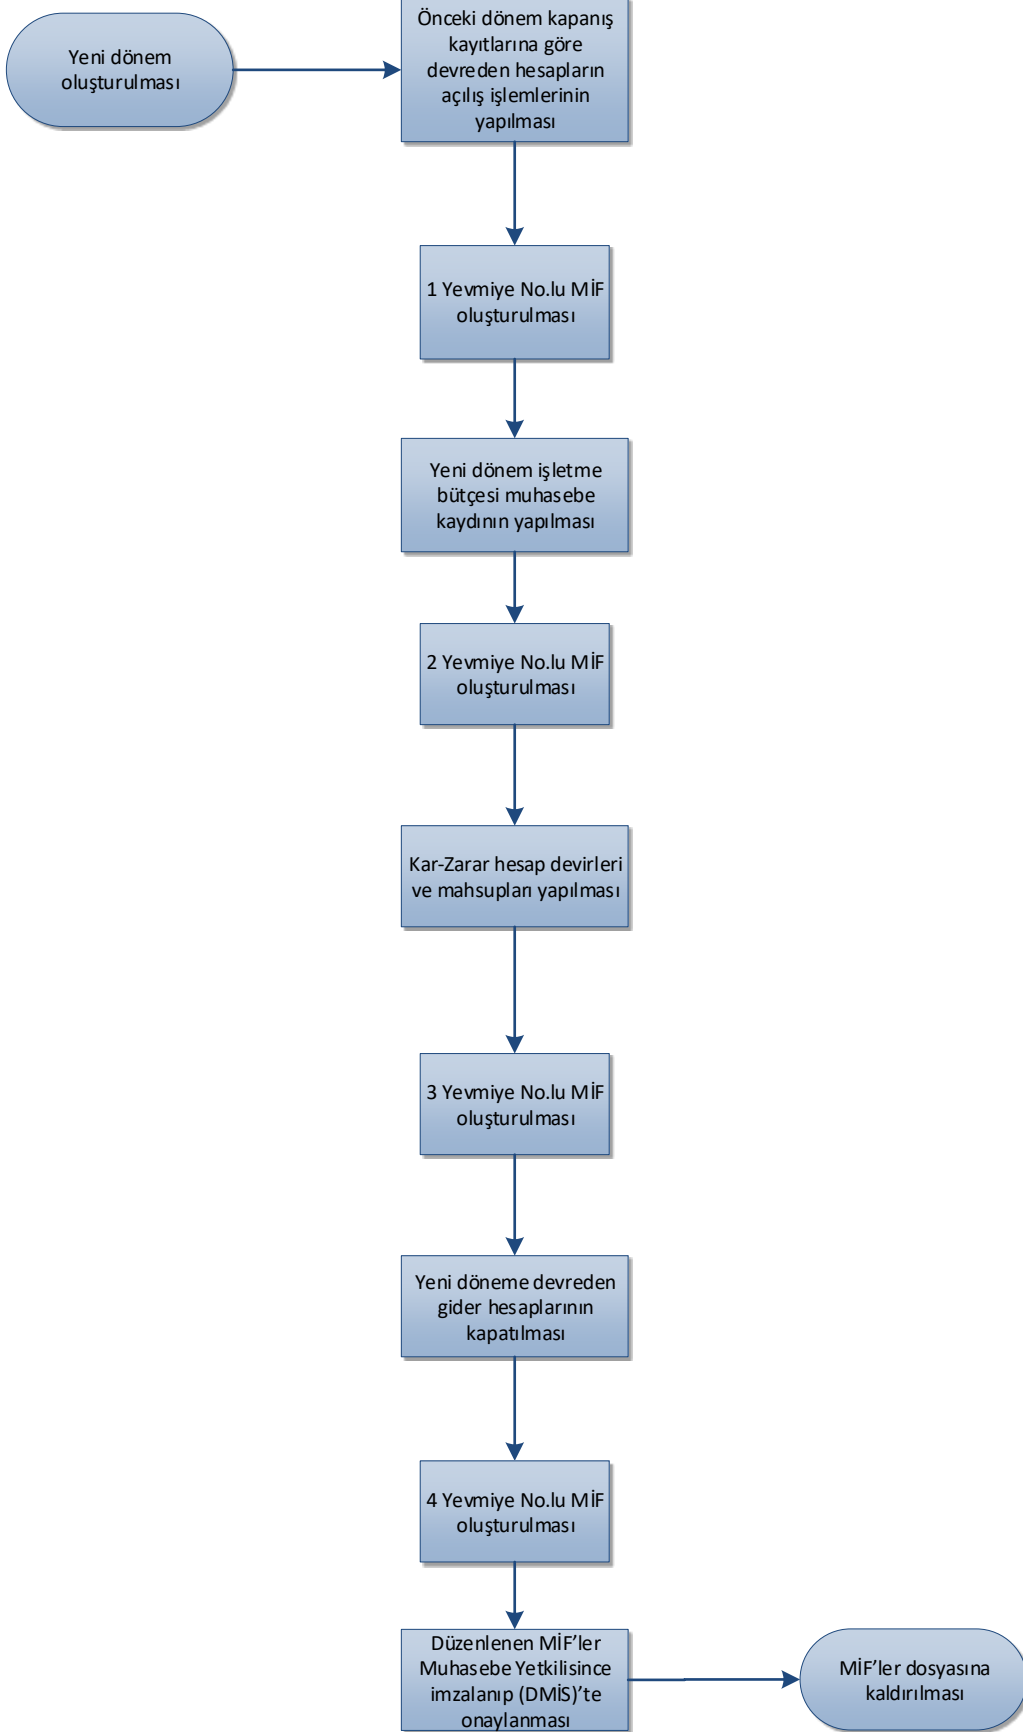 Yeni dönem
oluşturulması
Önceki dönem kapanış
kayıtlarına göre
devreden hesapların
açılış işlemlerinin
yapılması
1 Yevmiye No.lu MİF
oluşturulması
Yeni dönem işletme
bütçesi muhasebe
kaydının yapılması
2 Yevmiye No.lu MİF
oluşturulması
Kar-Zarar hesap devirleri
ve mahsupları yapılması
3 Yevmiye No.lu MİF
oluşturulması
Yeni döneme devreden
gider hesaplarının
kapatılması
4 Yevmiye No.lu MİF
oluşturulması
Düzenlenen MİF’ler
Muhasebe Yetkilisince
imzalanıp (DMİS)’te
onaylanması
MİF’ler dosyasına
kaldırılması